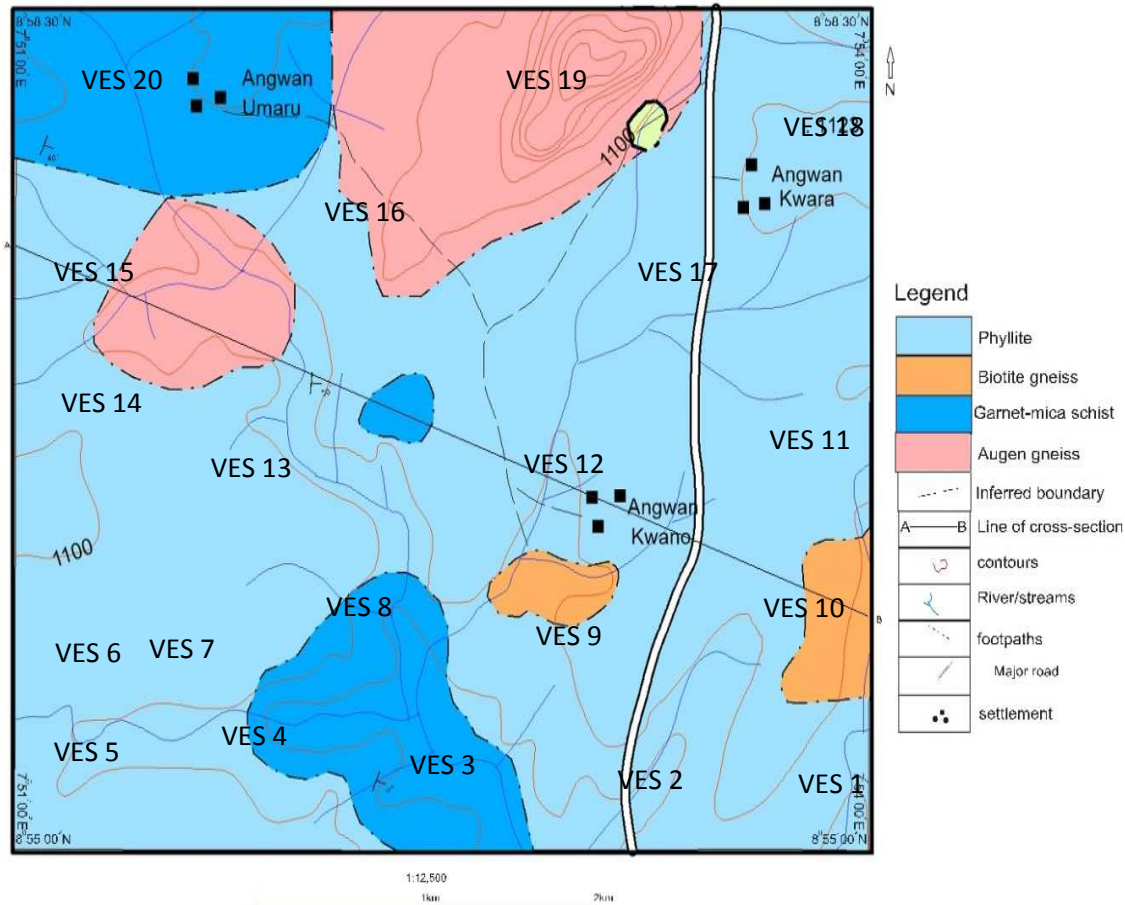 8°58'30"N
8°58'30"N
7°51'00"E
7°54'00"E
N
VES 20
Angwan
Umaru
VES 19
1100
VES 18
Angwan
Kwara
VES 16
A
VES 15
VES 17
VES 14
VES 13
VES 12
VES 11
Angwan
Kwano
1100
VES 8
VES 10
B
VES 9
VES 6
VES 7
VES 5
VES 4
VES 3
VES 2
VES 1
7°51'00"E
7°54'00"E
8°55'00"N
8°55'00"N
1:12,500
1km
2km
Legend
Phyllite
Biotite gneiss
Garnet-mica schist
Augen gneiss
Inferred boundary
A
B
Line of cross-section
contours
River/streams
footpaths
Major road
settlement